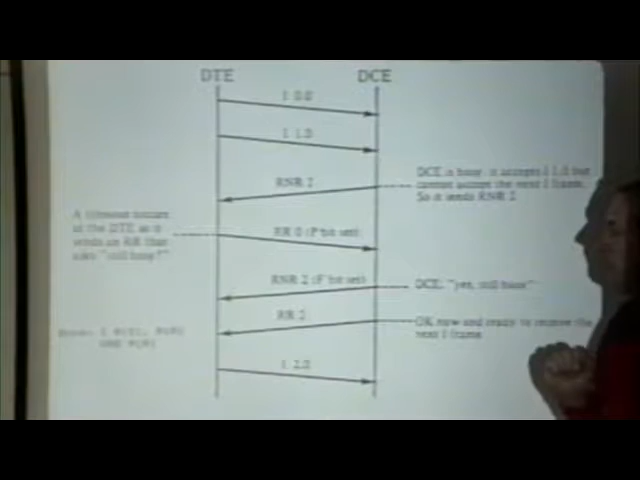 DTE DCE
I 0.0
I 1.0
RNR 2
DCE is busy. it accepts I 1.0 but
cannot accept the next I frame.
So it sends RNR 2
A timeout occurs
at the DTE so it
sends an RR that
asks "still busy?"
RR 0 (P bit set)
RNR 2 (F bit set)
DCE: "yes, still busy"
RR 2
OK now and ready to receive the
next I frame
I 2.0